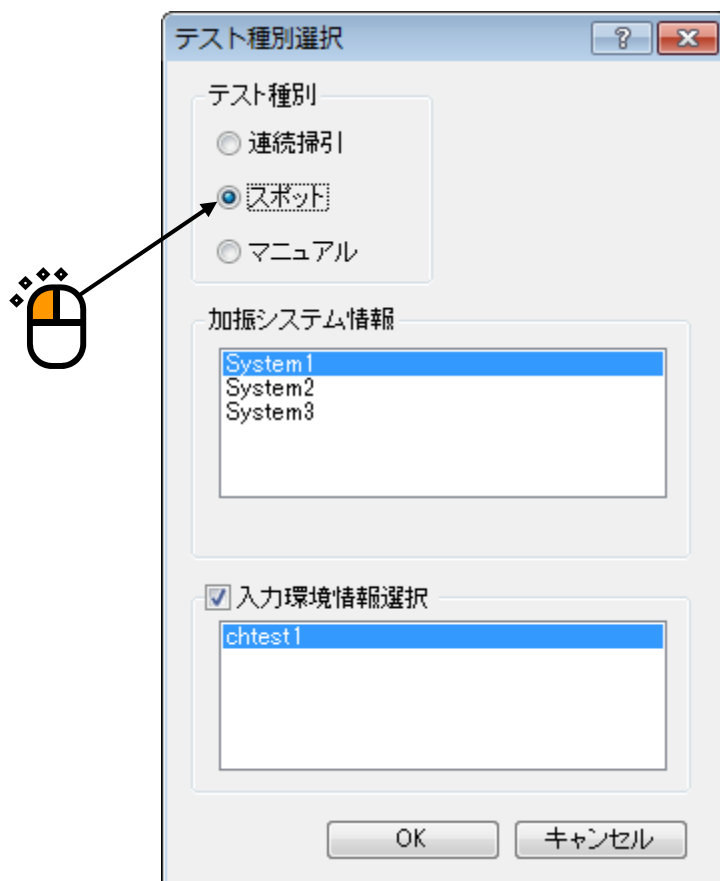 テスト種別選択
テスト種別
連続掃引
スポット
マニュアル
加振システム情報
System1
System2
System3
入力環境情報選択
chtest1
OK キャンセル